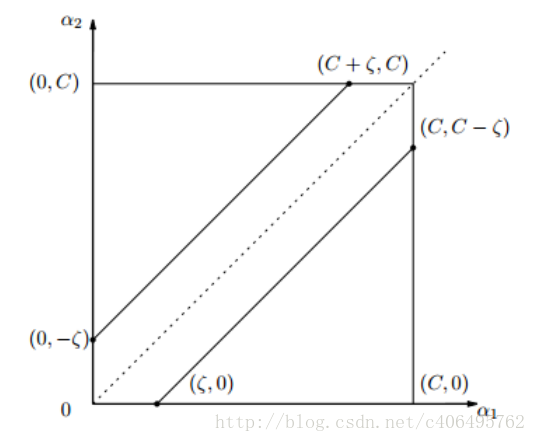 α₂
(C + ζ, C)
(0, C)
(C, C − ζ)
(0, −ζ)
(ζ, 0)
(C, 0)
0
α₁
http://blog.csdn.net/c406495762